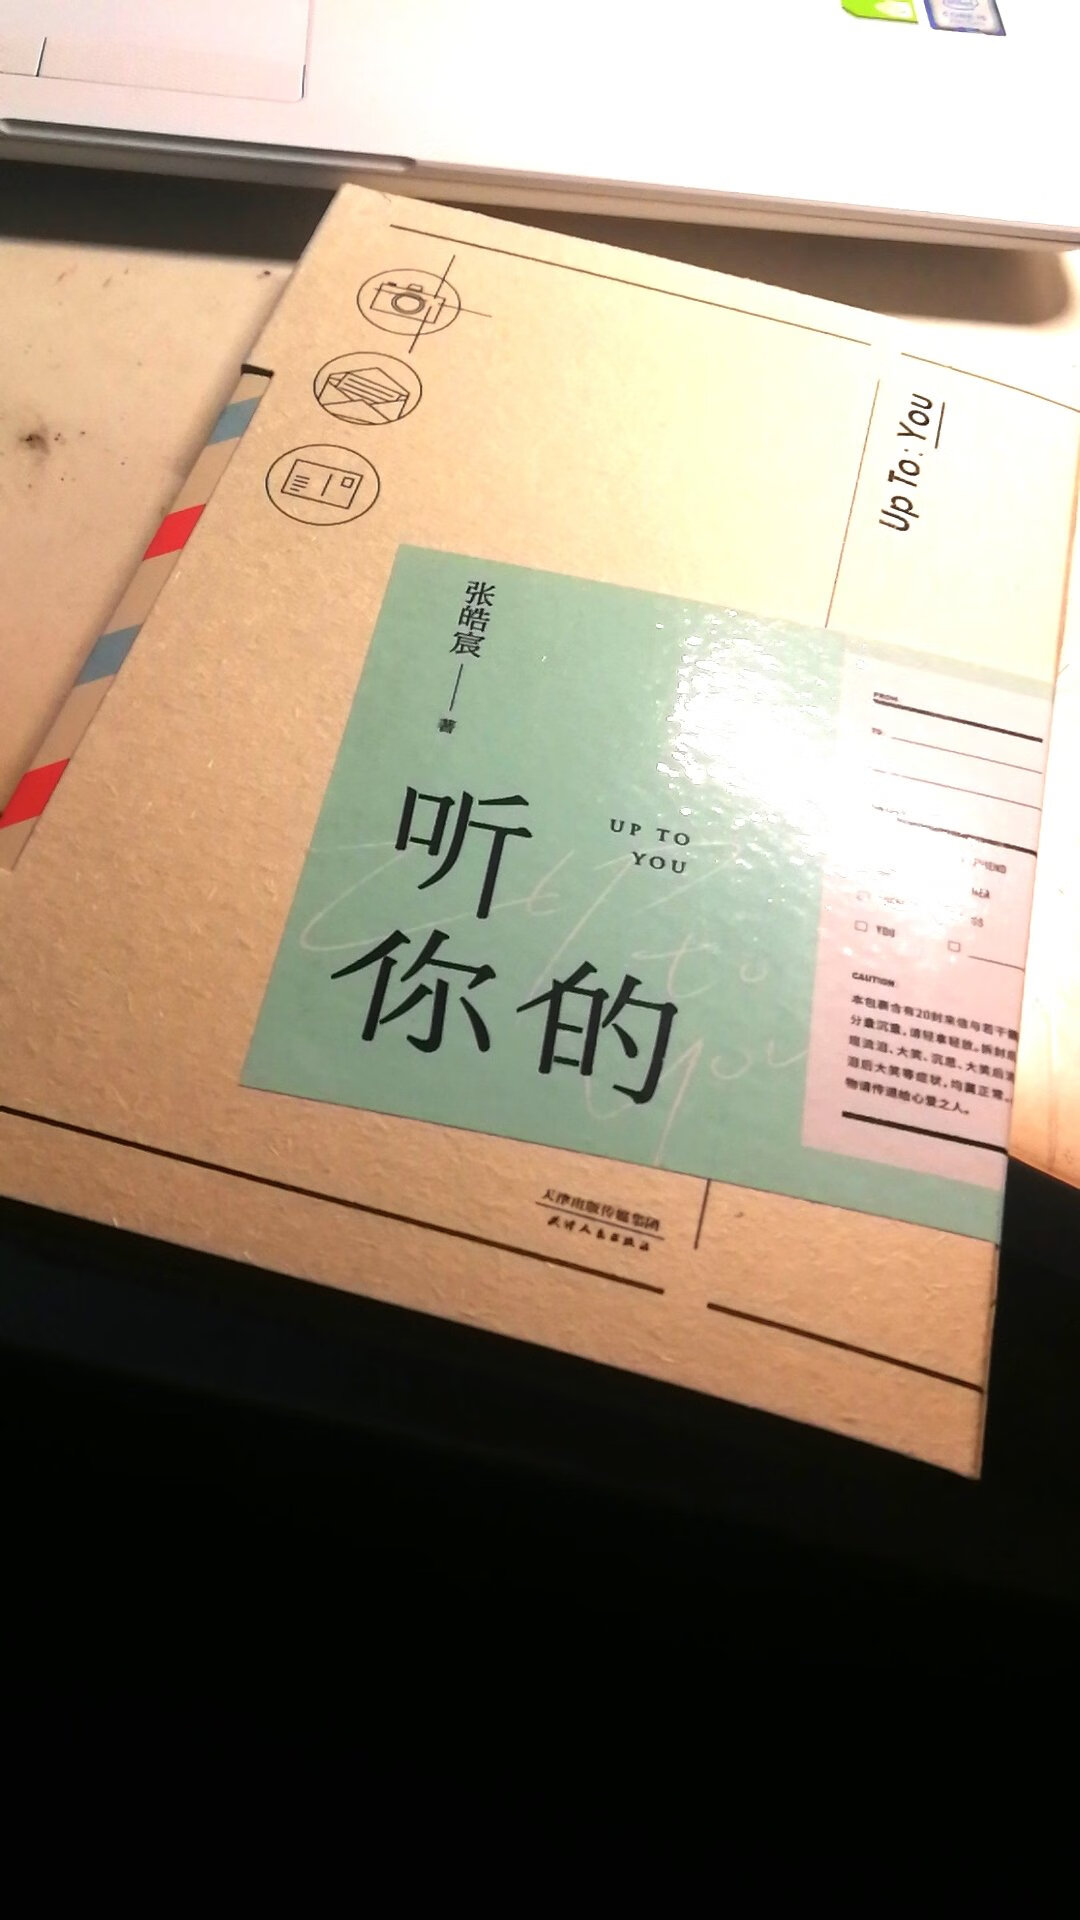 Up To: You
张皓宸
著
听
你的
UP TO
YOU
FROM
TO
YOU
CAUTION
本包裹含有20封来信与若干
分量沉重，请轻拿轻放。拆封后
现流泪、大笑、沉思、大笑后
泪后大笑等症状，均属正常。
物请传递给心爱之人。
天津出版传媒集团
天津人民出版社